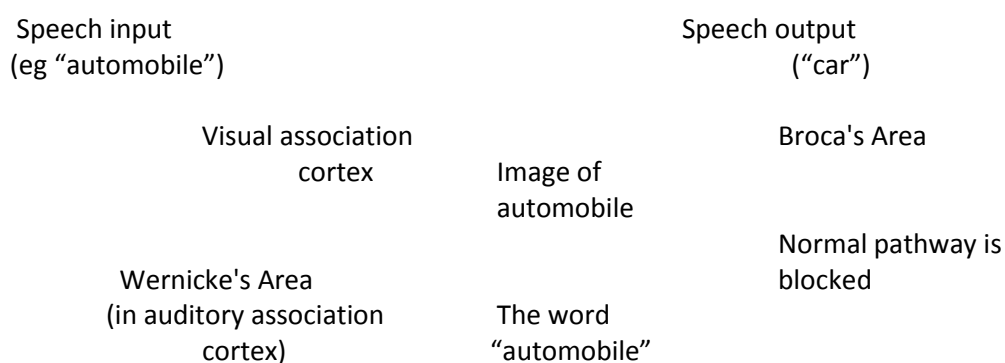 Speech input
(eg “automobile”)
Speech output
(“car”)
Visual association
cortex
Image of
automobile
Broca's Area
Normal pathway is
blocked
Wernicke's Area
(in auditory association
cortex)
The word
“automobile”